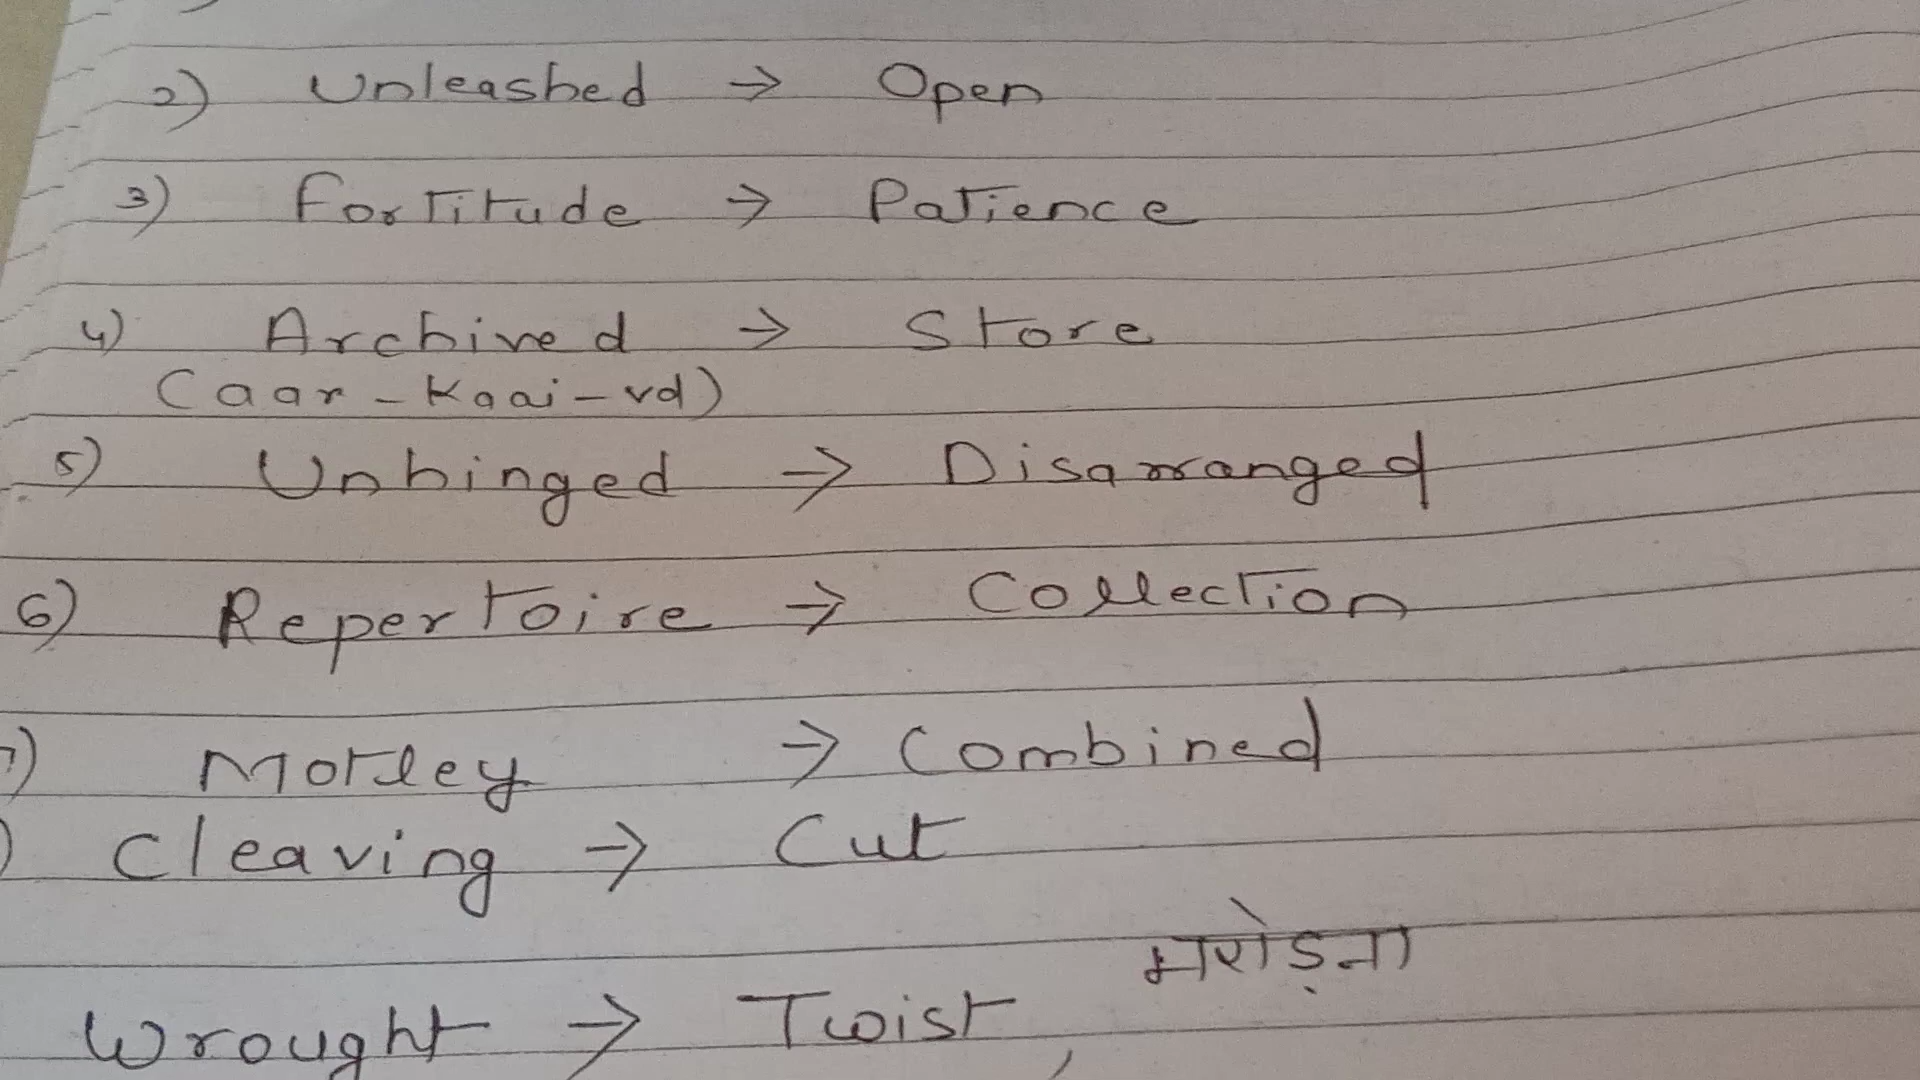 2) Unleashed → Open
3) Fortitude → Patience
4) Archived → Store
(aar-Kaai-vd)
5) Unhinged → Disarranged
6) Repertoire → Collection
7) Motley → Combined
) Cleaving → Cut
मरोड़ना
Wrought → Twist,